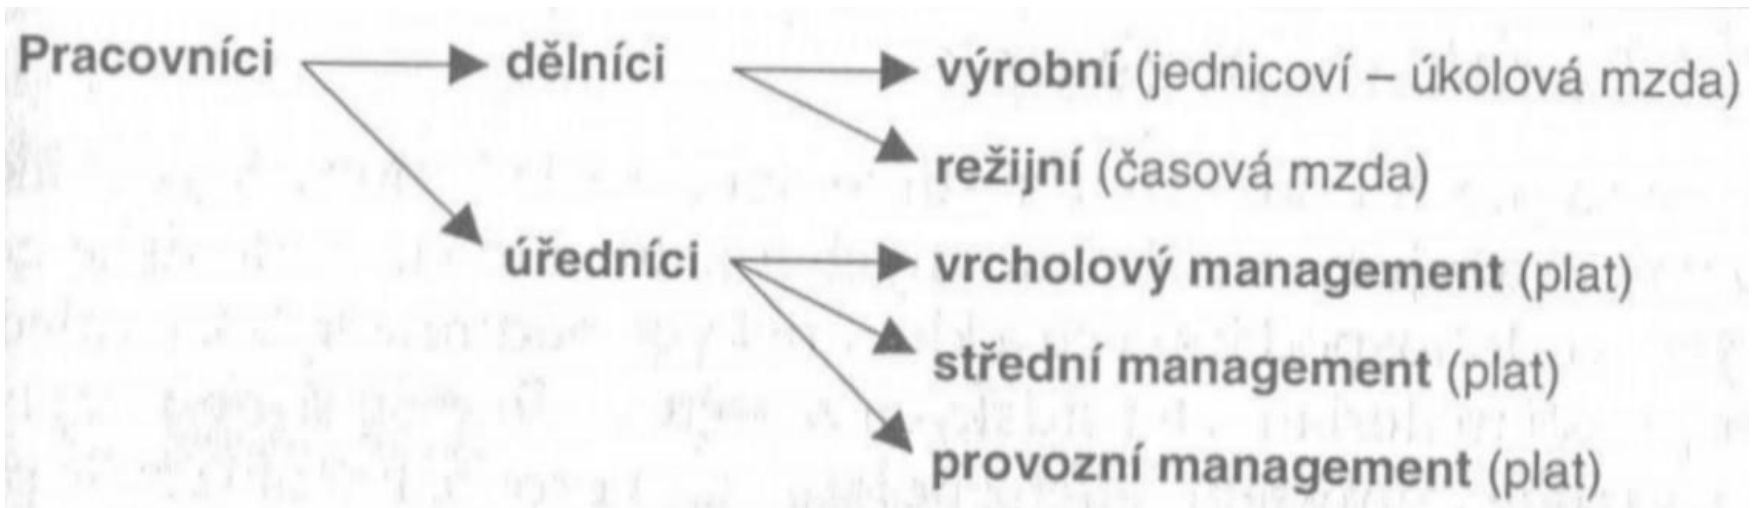 Pracovníci dělníci výrobní (jednicoví – úkolová mzda)
režijní (časová mzda)
úředníci vrcholový management (plat)
střední management (plat)
provozní management (plat)